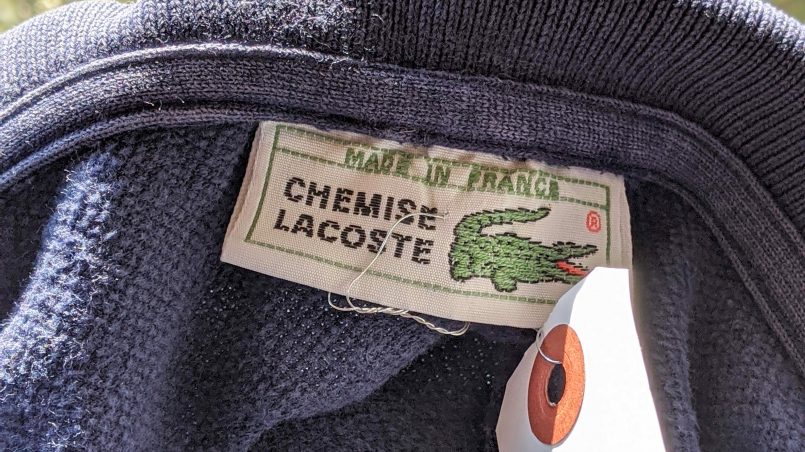 MADE IN FRANCE
CHEMISE
LACOSTE
®